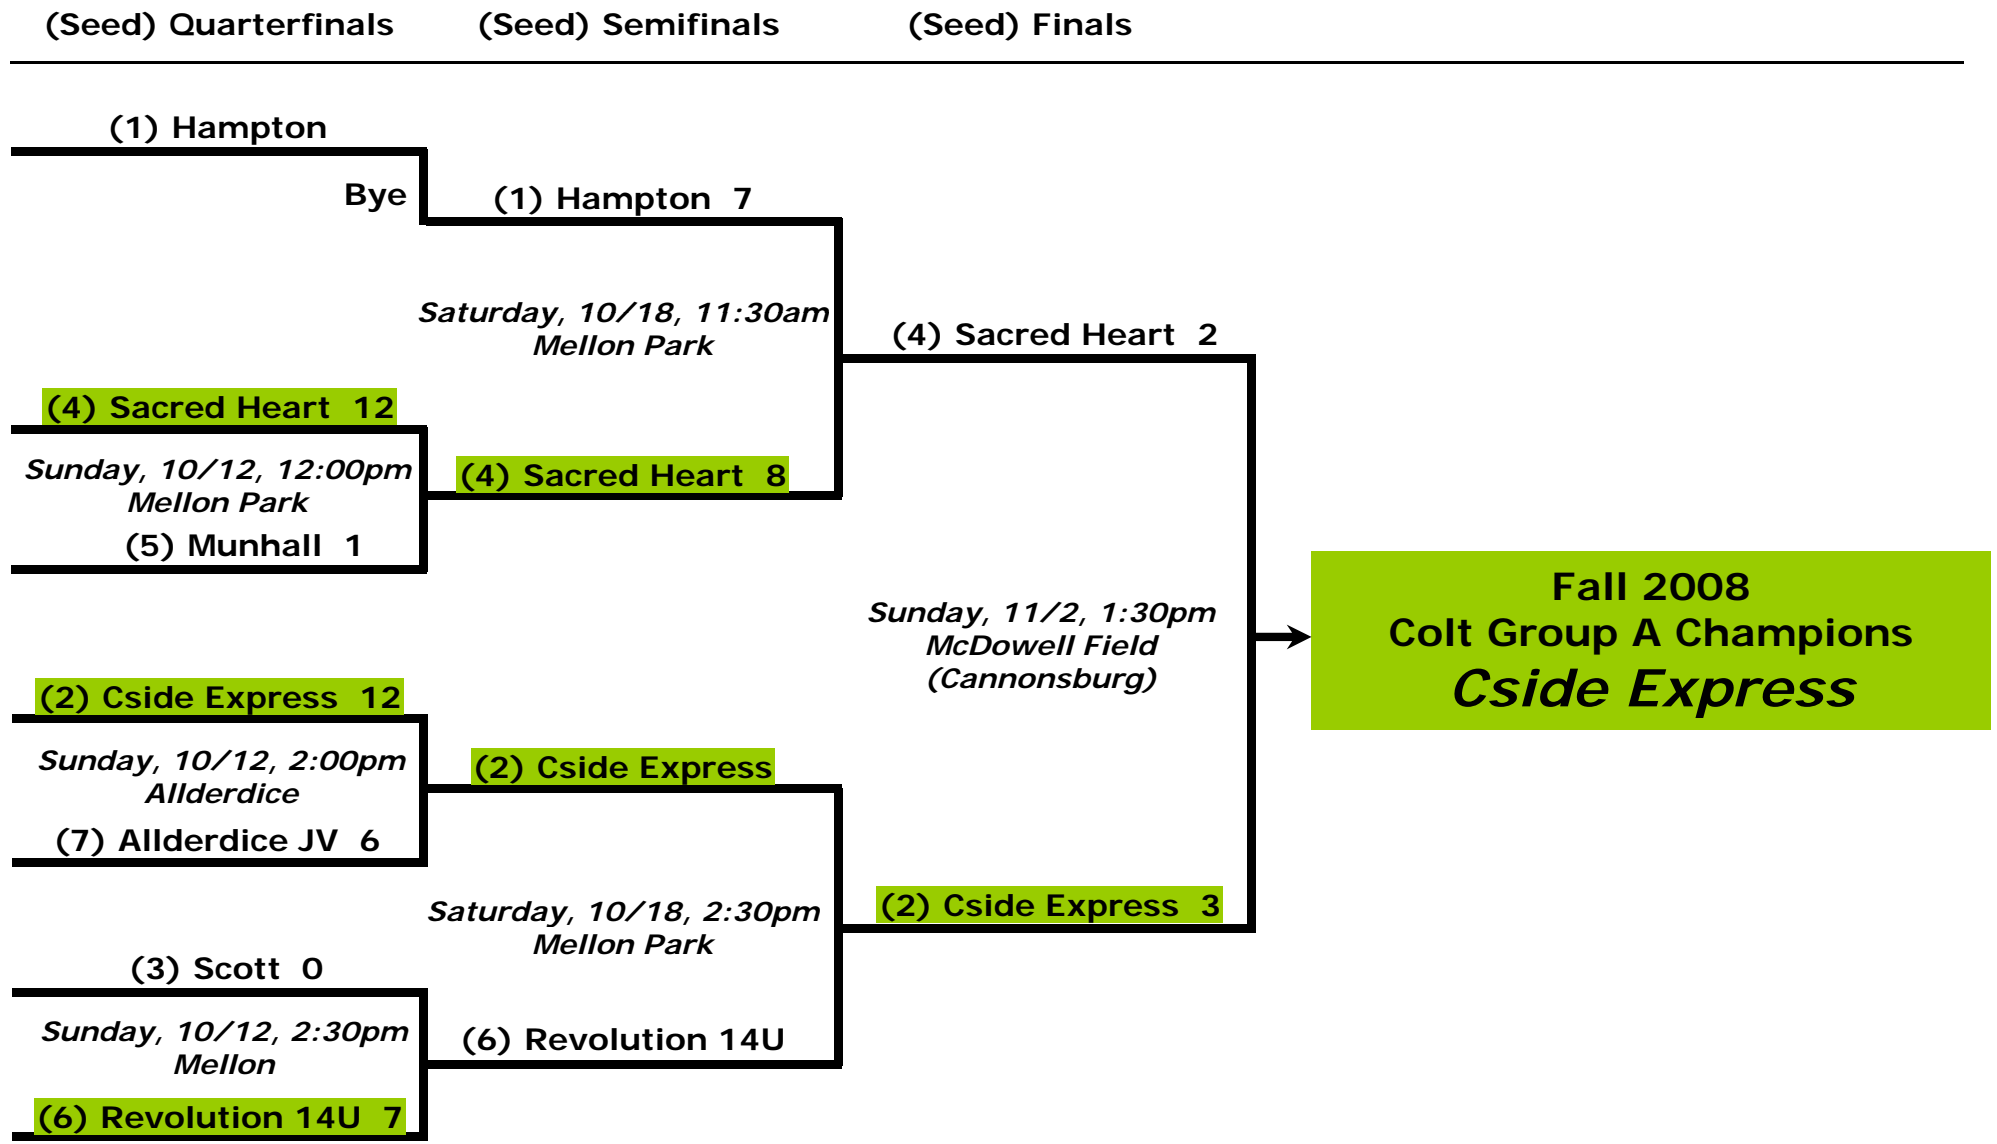 (Seed) Quarterfinals (Seed) Semifinals (Seed) Finals
(1) Hampton
Bye
(1) Hampton 7
Saturday, 10/18, 11:30am
Mellon Park
(4) Sacred Heart 2
(4) Sacred Heart 12
Sunday, 10/12, 12:00pm
Mellon Park
(4) Sacred Heart 8
(5) Munhall 1
Sunday, 11/2, 1:30pm
McDowell Field
(Cannonsburg)
Fall 2008
Colt Group A Champions
Cside Express
(2) Cside Express 12
Sunday, 10/12, 2:00pm
Allderdice
(2) Cside Express
(7) Allderdice JV 6
Saturday, 10/18, 2:30pm
Mellon Park
(2) Cside Express 3
(3) Scott 0
Sunday, 10/12, 2:30pm
Mellon
(6) Revolution 14U
(6) Revolution 14U 7